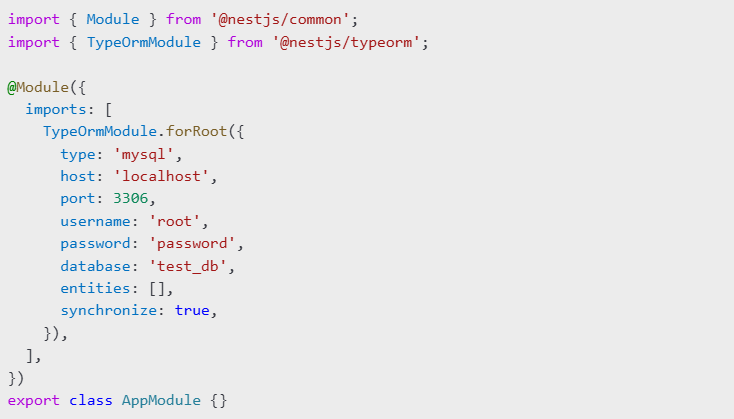 import { Module } from '@nestjs/common';
import { TypeOrmModule } from '@nestjs/typeorm';

@Module({
  imports: [
    TypeOrmModule.forRoot({
      type: 'mysql',
      host: 'localhost',
      port: 3306,
      username: 'root',
      password: 'password',
      database: 'test_db',
      entities: [],
      synchronize: true,
    }),
  ],
})
export class AppModule {}